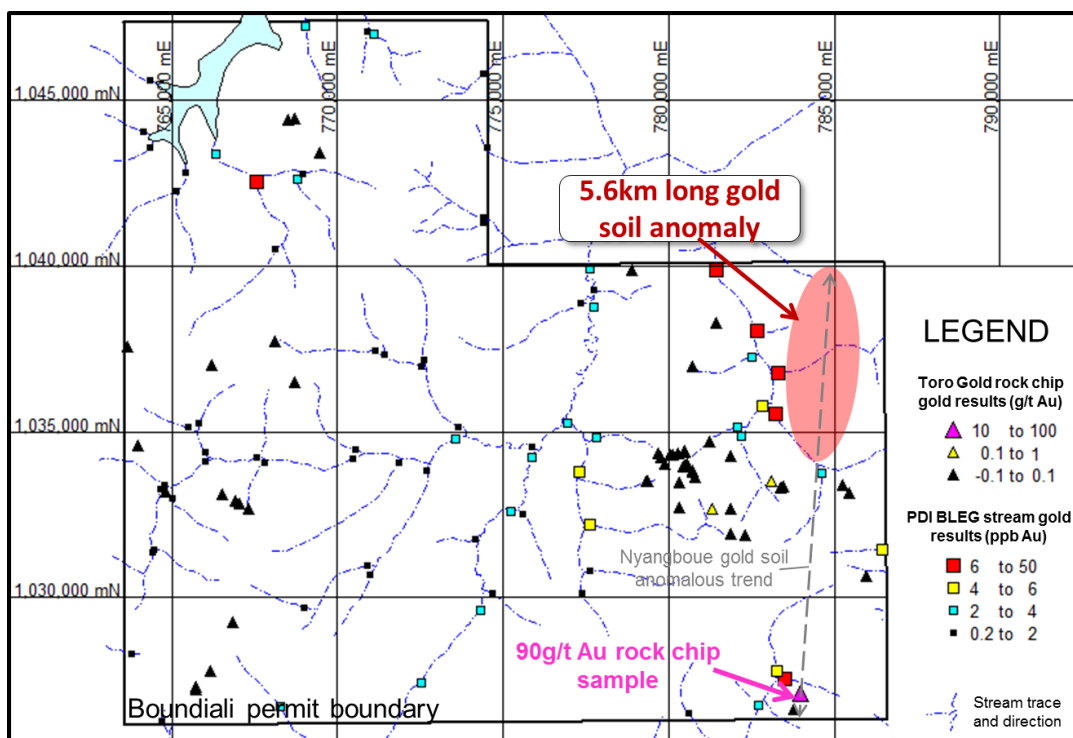 765,000 mE
770,000 mE
775,000 mE
780,000 mE
795,000 mE
790,000 mE
1,045,000 mN
1,040,000 mN
1,035,000 mN
1,030,000 mN
5.6km long gold
soil anomaly
Nyangboue gold soil
anomalous trend
90g/t Au rock chip
sample
Boundiali permit boundary
LEGEND
Toro Gold rock chip
gold results (g/t Au)
10 to 100
0.1 to 1
-0.1 to 0.1
PDI BLEG stream gold
results (ppb Au)
6 to 50
4 to 6
2 to 4
0.2 to 2
Stream trace
and direction